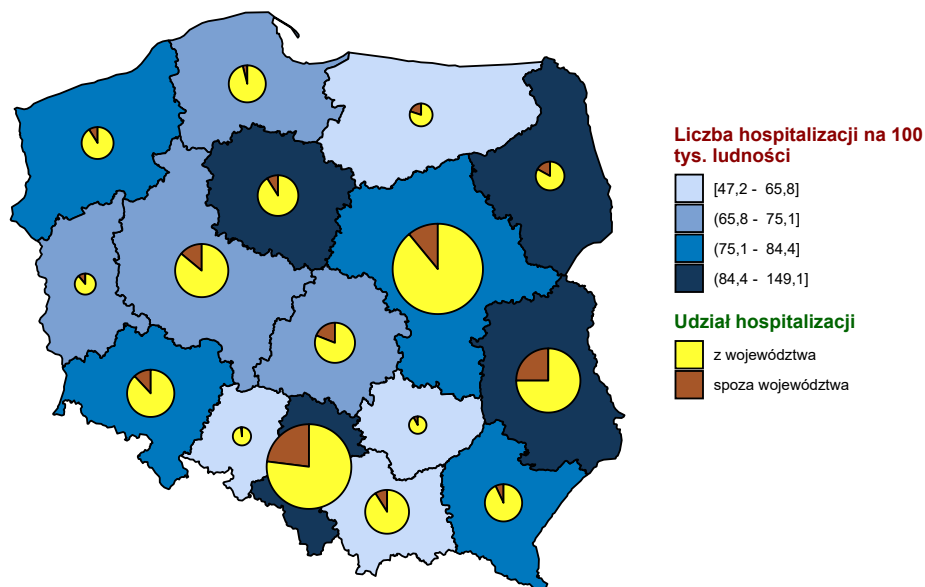 Liczba hospitalizacji na 100
tys. ludności
[47,2 - 65,8]
(65,8 - 75,1]
(75,1 - 84,4]
(84,4 - 149,1]
Udział hospitalizacji
z województwa
spoza województwa